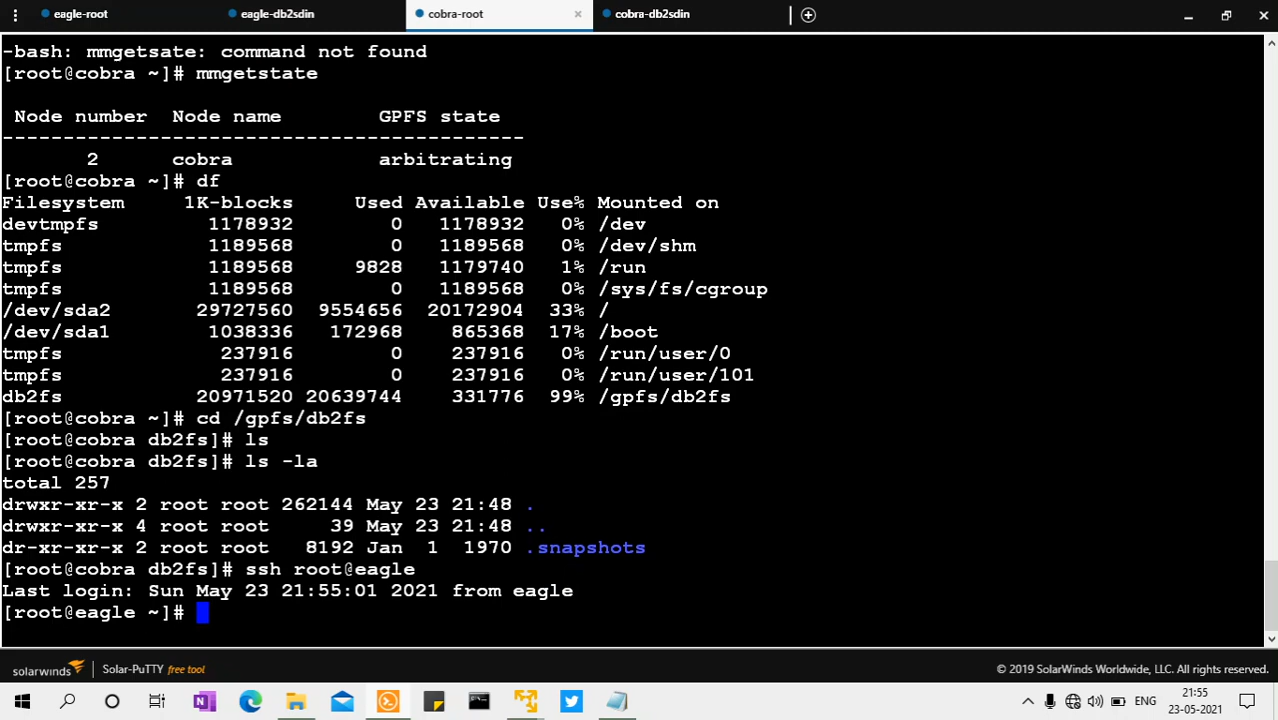 eagle-root eagle-db2sdin cobra-root × cobra-db2sdin
-bash: mmgetsate: command not found
[root@cobra ~]# mmgetstate
Node number Node name GPFS state
-------------------------------------------
2 cobra arbitrating
[root@cobra ~]# df
Filesystem 1K-blocks Used Available Use% Mounted on
devtmpfs 1178932 0 1178932 0% /dev
tmpfs 1189568 0 1189568 0% /dev/shm
tmpfs 1189568 9828 1179740 1% /run
tmpfs 1189568 0 1189568 0% /sys/fs/cgroup
/dev/sda2 29727560 9554656 20172904 33% /
/dev/sda1 1038336 172968 865368 17% /boot
tmpfs 237916 0 237916 0% /run/user/0
tmpfs 237916 0 237916 0% /run/user/101
db2fs 20971520 20639744 331776 99% /gpfs/db2fs
[root@cobra ~]# cd /gpfs/db2fs
[root@cobra db2fs]# ls
[root@cobra db2fs]# ls -la
total 257
drwxr-xr-x 2 root root 262144 May 23 21:48 .
drwxr-xr-x 4 root root 39 May 23 21:48 ..
dr-xr-xr-x 2 root root 8192 Jan 1 1970 .snapshots
[root@cobra db2fs]# ssh root@eagle
Last login: Sun May 23 21:55:01 2021 from eagle
[root@eagle ~]#
solarwinds Solar-PuTTY free tool © 2019 SolarWinds Worldwide, LLC. All rights reserved.
ENG 21:55
23-05-2021